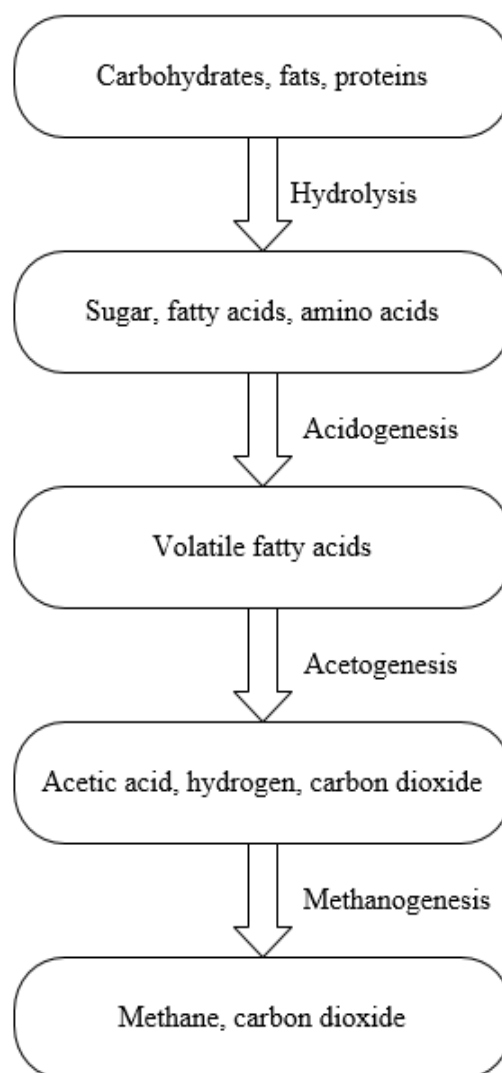 Carbohydrates, fats, proteins
Hydrolysis
Sugar, fatty acids, amino acids
Acidogenesis
Volatile fatty acids
Acetogenesis
Acetic acid, hydrogen, carbon dioxide
Methanogenesis
Methane, carbon dioxide